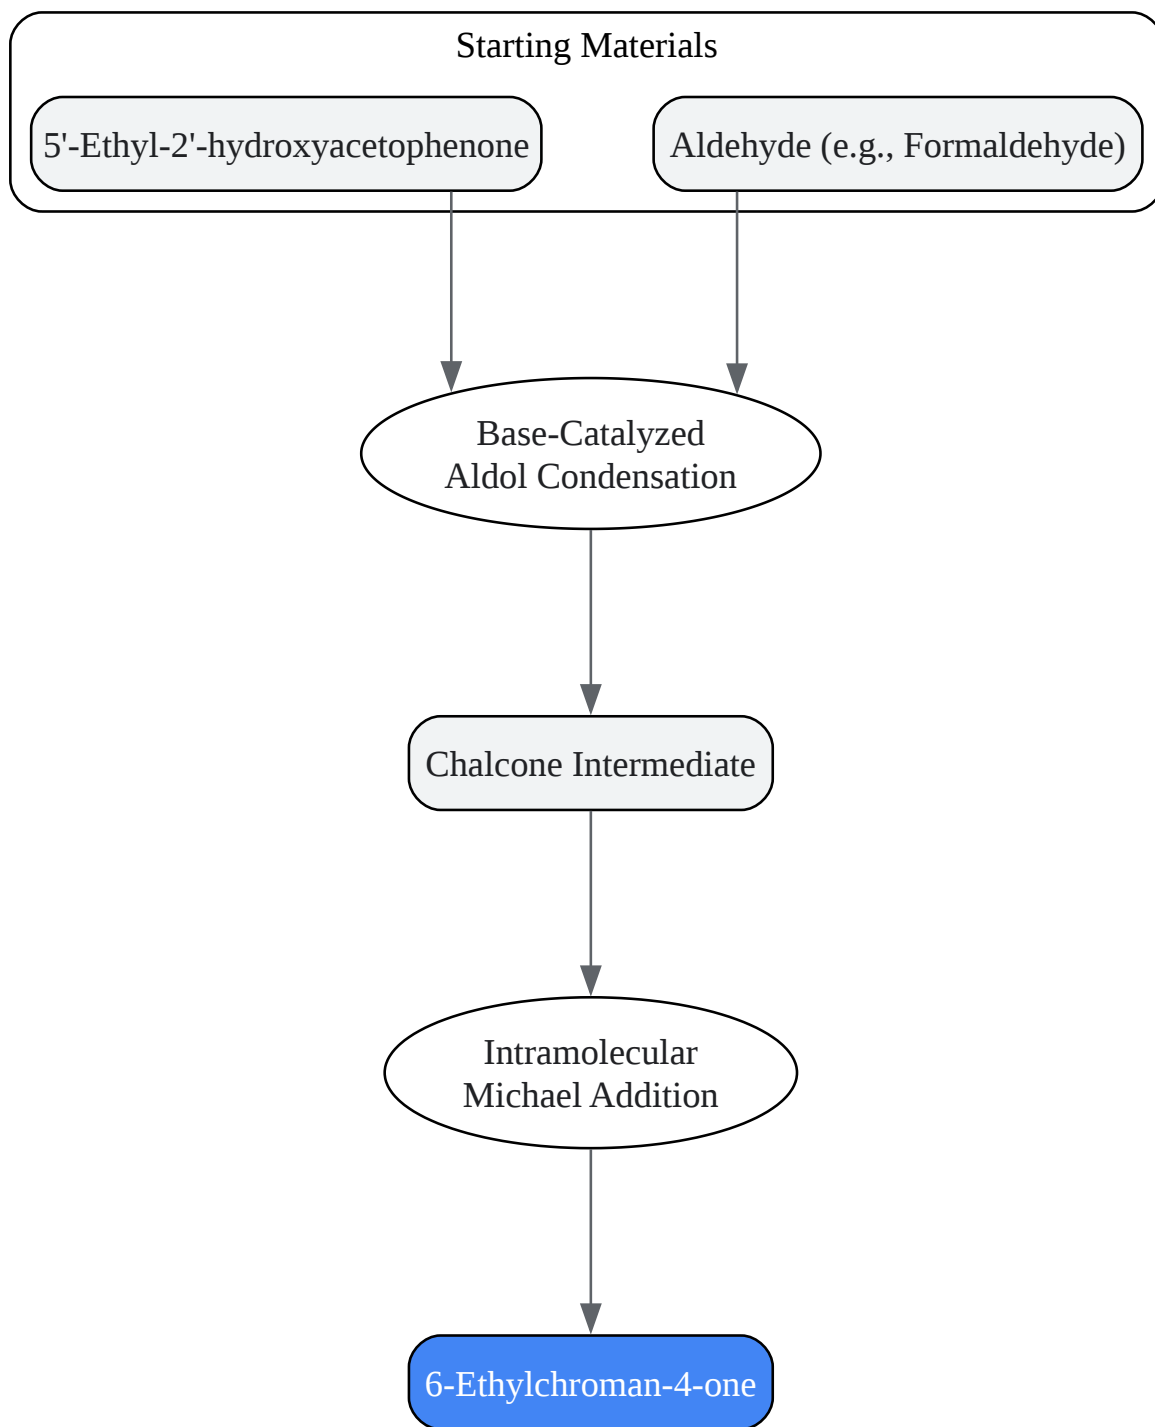 Starting Materials
5'-Ethyl-2'-hydroxyacetophenone
Aldehyde (e.g., Formaldehyde)
Base-Catalyzed
Aldol Condensation
Chalcone Intermediate
Intramolecular
Michael Addition
6-Ethylchroman-4-one